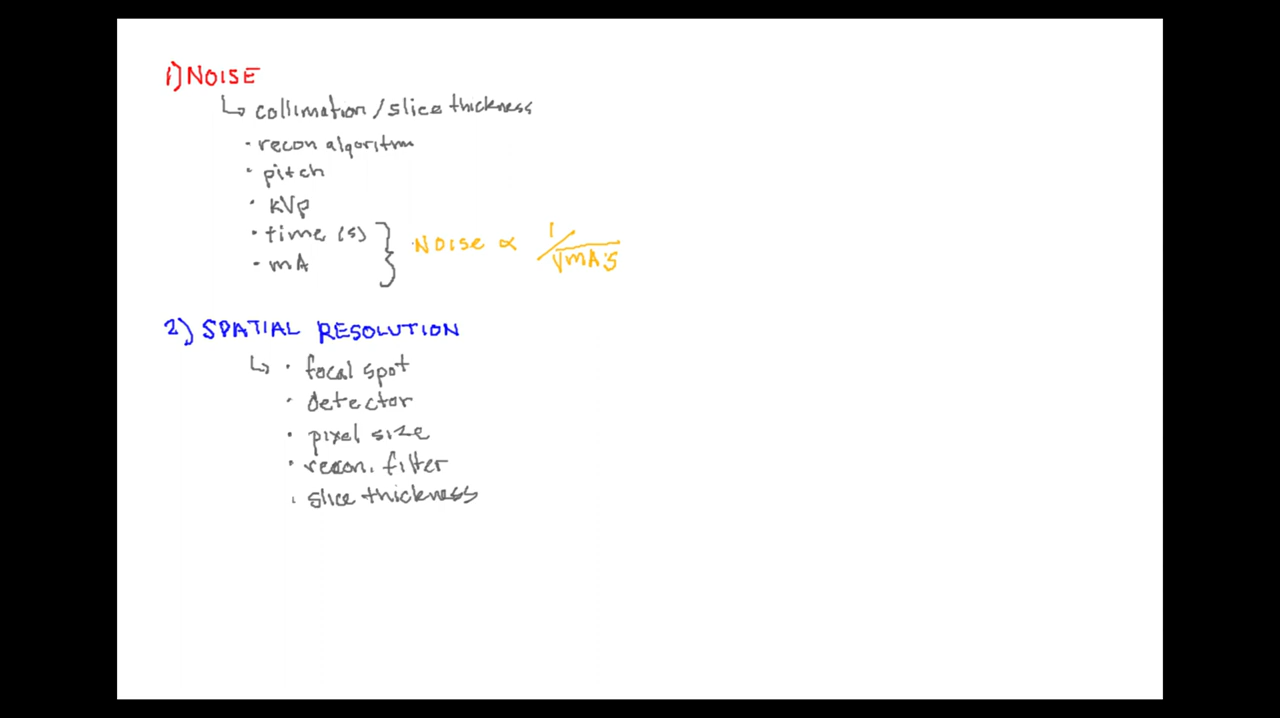 1) NOISE
↳ collimation / slice thickness
· recon algoritm
· pitch
· kVp
· time (s)
· mA
} NOISE ∝ 1/√mA·s
2) SPATIAL RESOLUTION
↳ · focal spot
· detector
· pixel size
· recon. filter
· slice thickness